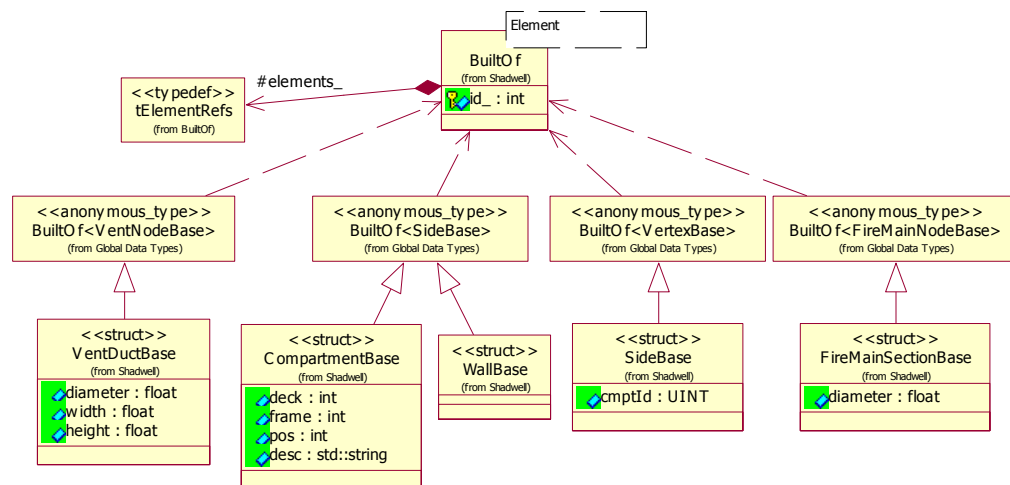 Element
BuiltOf
(from Shadwell)
id_ : int
#elements_
<<typedef>>
tElementRefs
(from BuiltOf)
<<anonymous_type>>
BuiltOf<VentNodeBase>
(from Global Data Types)
<<anonymous_type>>
BuiltOf<SideBase>
(from Global Data Types)
<<anonymous_type>>
BuiltOf<VertexBase>
(from Global Data Types)
<<anonymous_type>>
BuiltOf<FireMainNodeBase>
(from Global Data Types)
<<struct>>
VentDuctBase
(from Shadwell)
diameter : float
width : float
height : float
<<struct>>
CompartmentBase
(from Shadwell)
deck : int
frame : int
pos : int
desc : std::string
<<struct>>
WallBase
(from Shadwell)
<<struct>>
SideBase
(from Shadwell)
cmptId : UINT
<<struct>>
FireMainSectionBase
(from Shadwell)
diameter : float